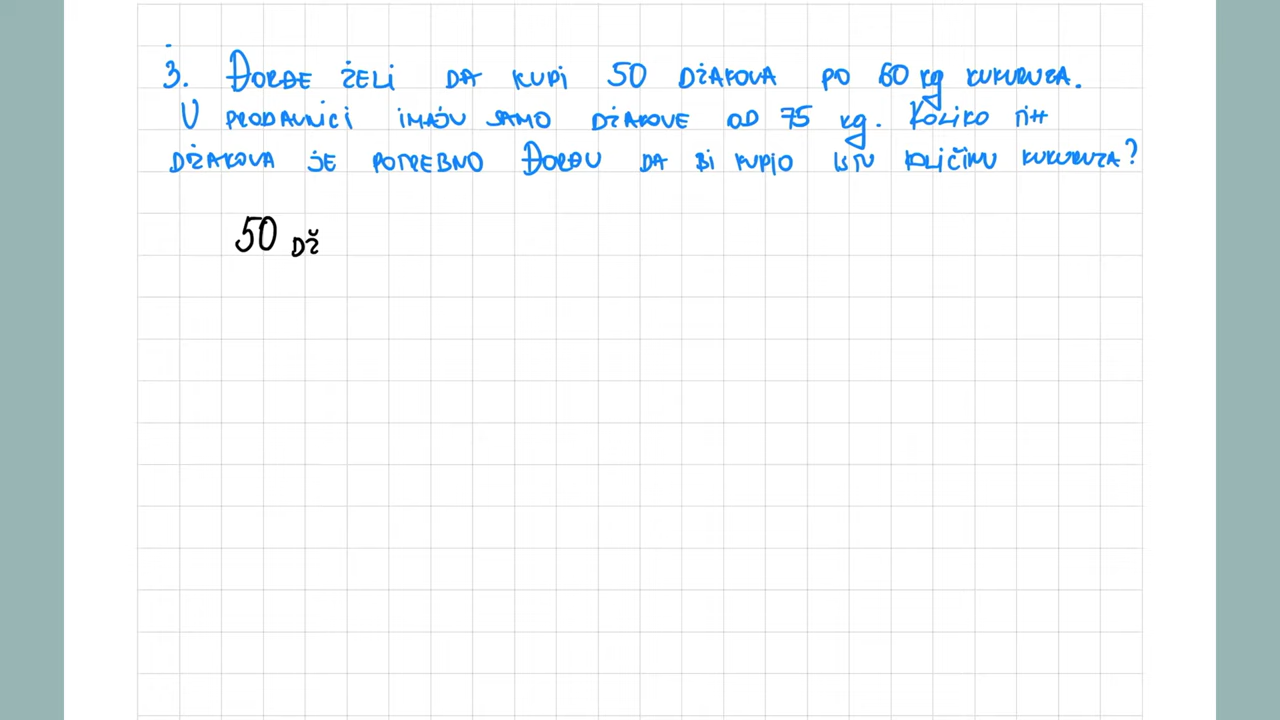 3. ĐORĐE ŽELI DA KUPI 50 DŽAKOVA PO 60 kg KUKURUZA.
U PRODAVNICI IMAJU SAMO DŽAKOVE OD 75 kg. KOLIKO TIH
DŽAKOVA JE POTREBNO ĐORĐU DA BI KUPIO ISTU KOLIČINU KUKURUZA?
50 DŽ